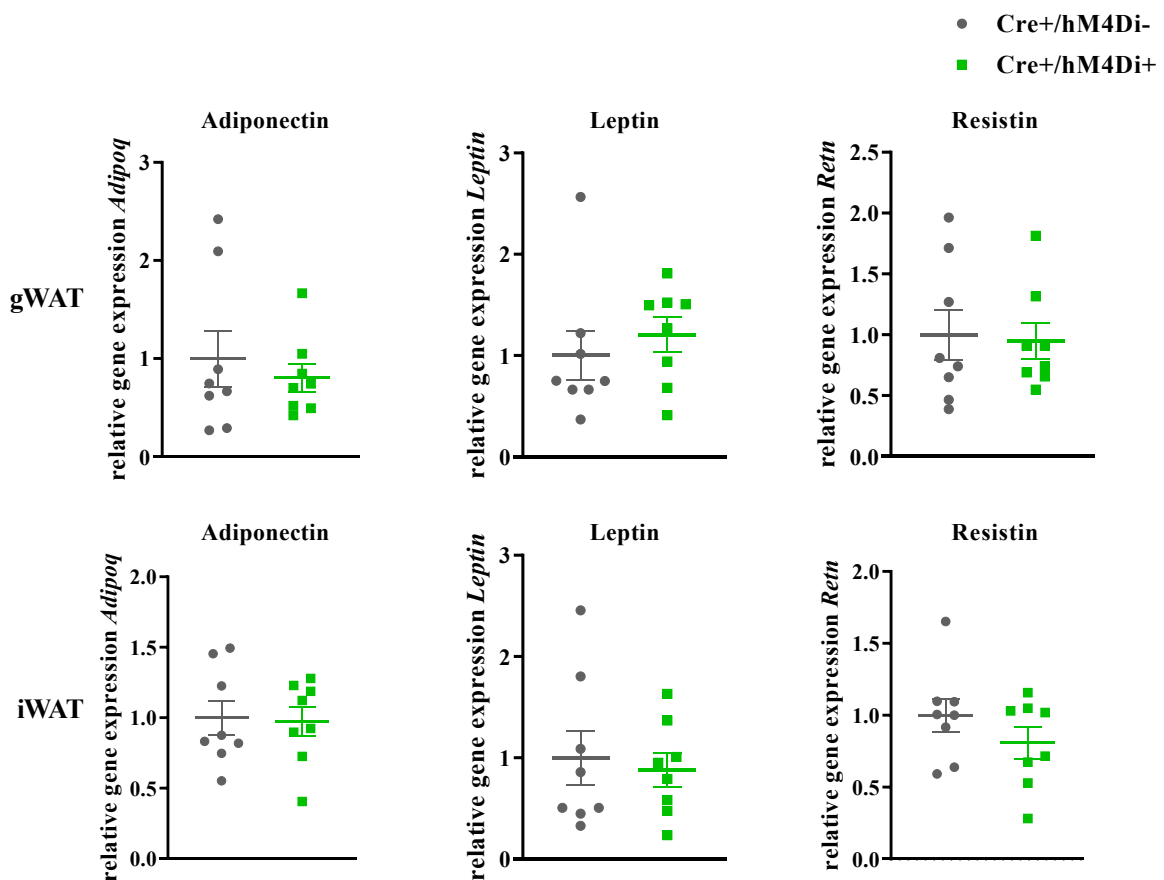 Cre+/hM4Di-
Cre+/hM4Di+
Adiponectin
Leptin
Resistin
gWAT
relative gene expression Adipoq
3
2
1
0
relative gene expression Leptin
3
2
1
0
relative gene expression Retn
2.5
2.0
1.5
1.0
0.5
0.0
Adiponectin
Leptin
Resistin
iWAT
relative gene expression Adipoq
2.0
1.5
1.0
0.5
0.0
relative gene expression Leptin
3
2
1
0
relative gene expression Retn
2.0
1.5
1.0
0.5
0.0